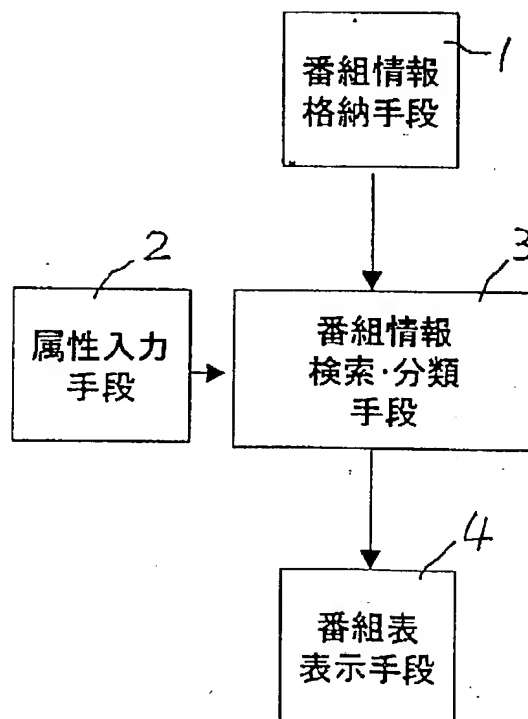 1
番組情報
格納手段
2
属性入力
手段
3
番組情報
検索・分類
手段
4
番組表
表示手段